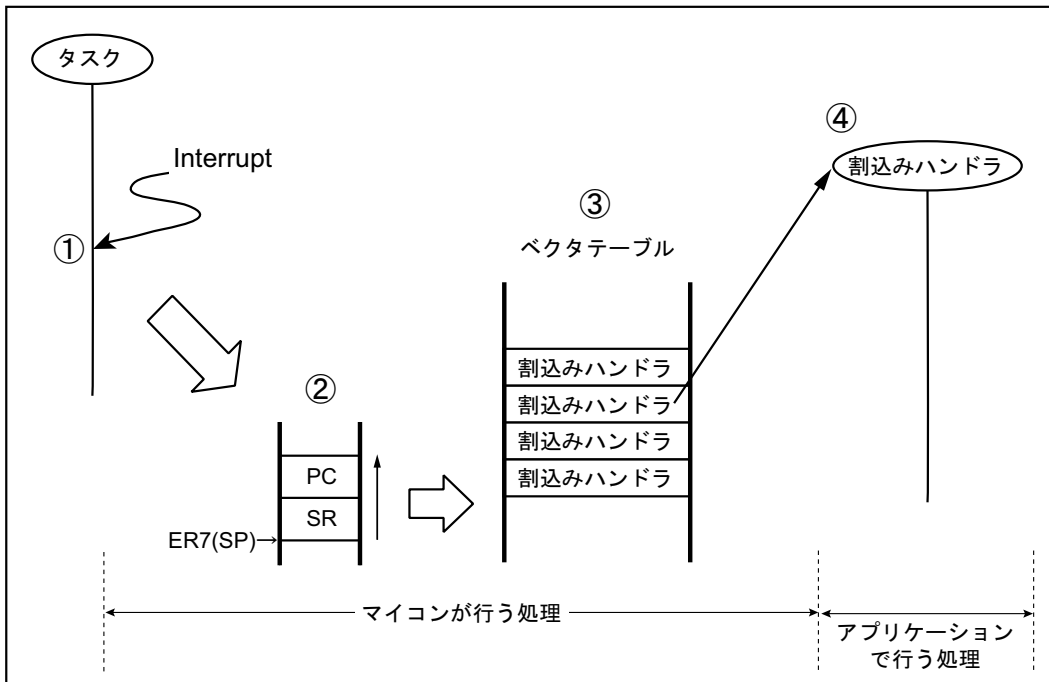 タスク
Interrupt
①
②
PC
SR
ER7(SP)→
③
ベクタテーブル
割込みハンドラ
割込みハンドラ
割込みハンドラ
割込みハンドラ
④
割込みハンドラ
マイコンが行う処理
アプリケーション
で行う処理